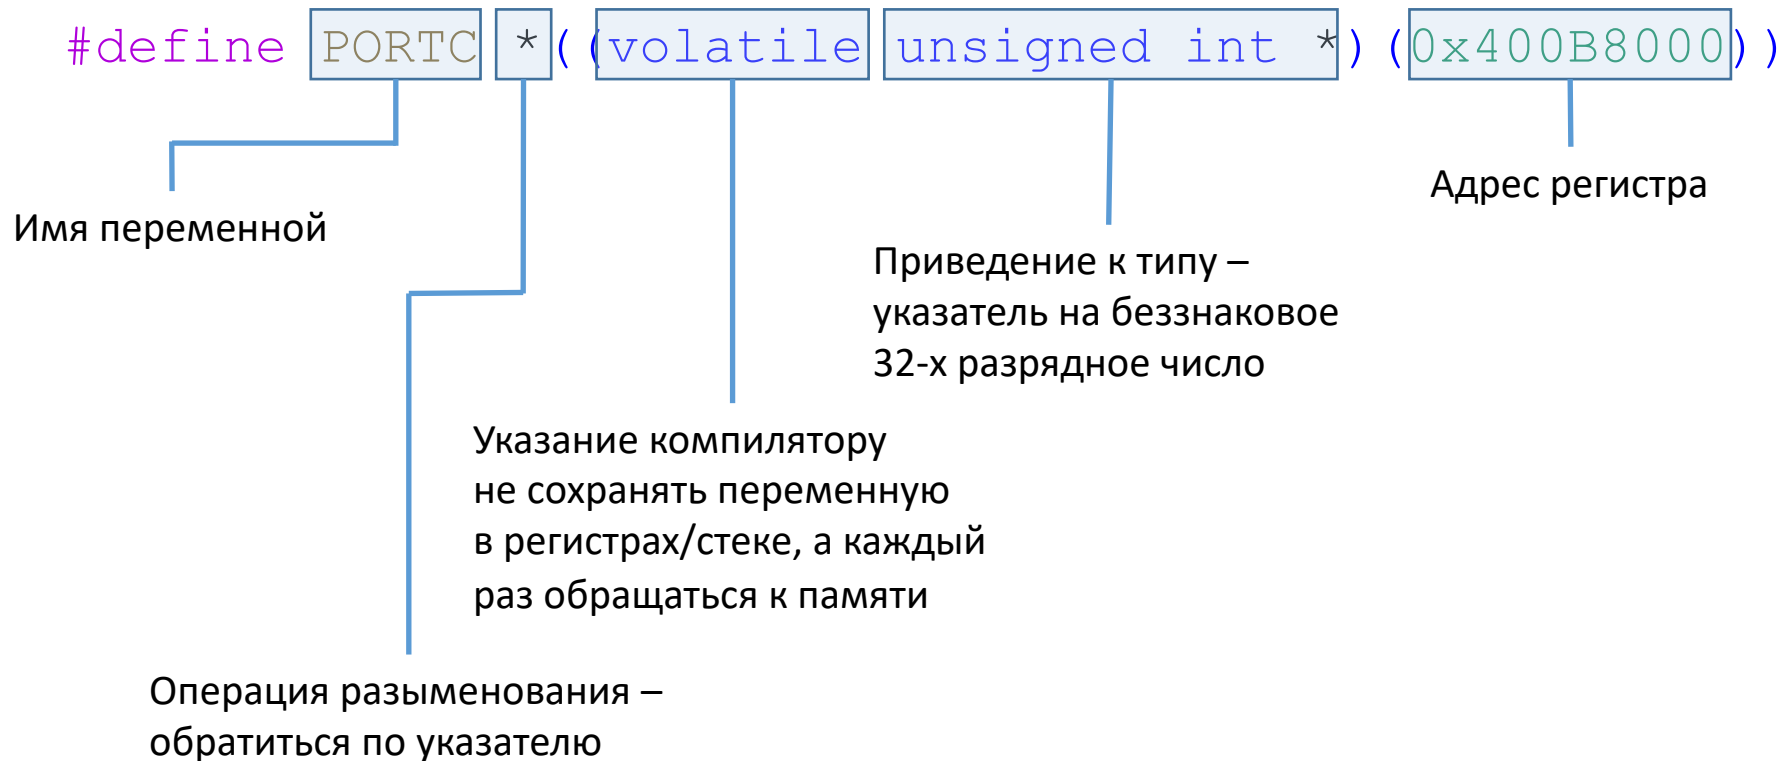 #define PORTC *((volatile unsigned int *)(0x400B8000))
Имя переменной
Адрес регистра
Приведение к типу –
указатель на беззнаковое
32-х разрядное число
Указание компилятору
не сохранять переменную
в регистрах/стеке, а каждый
раз обращаться к памяти
Операция разыменования –
обратиться по указателю